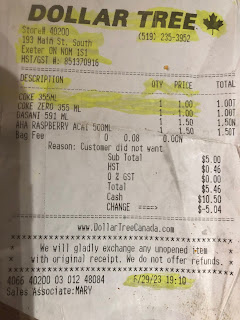 DOLLAR TREE
Store# 40200 (519) 235-3952
193 Main St. South
Exeter ON N0M 1S1
HST/GST #: 851370916
DESCRIPTION QTY PRICE TOTAL
COKE 355ML 1 1.00 1.00T
COKE ZERO 355 ML 1 1.00 1.00T
DASANI 591 ML 1 1.50 1.50N
AHA RASPBERRY ACAI 500ML 1 1.50 1.50T
Bag Fee 0 0.08 0.00N
Reason: Customer did not want
Sub Total $5.00
HST $0.46
O Z GST $0.00
Total $5.46
Cash $10.50
CHANGE ====> $-5.04
www.DollarTreeCanada.com
We will gladly exchange any unopened item
with original receipt. We do not offer refunds.
4066 40200 03 012 48084 /29/23 19:10
Sales Associate:MARY